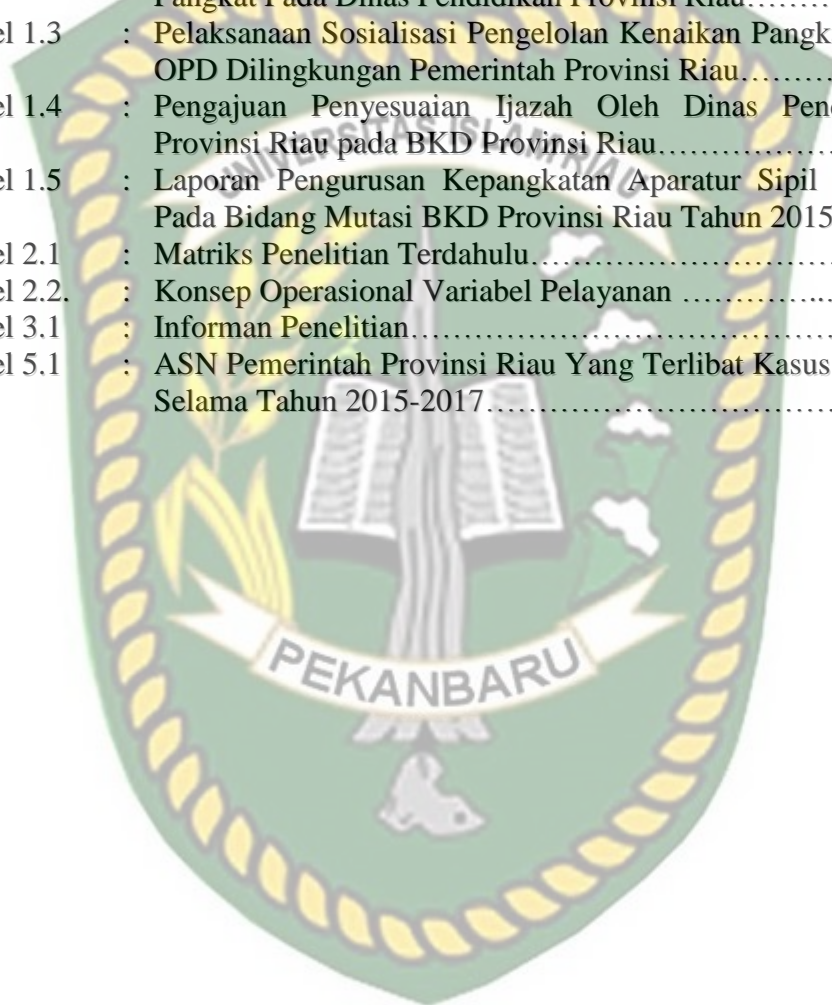 Pangkat Pada Dinas Pendidikan Provinsi Riau………
el 1.3 : Pelaksanaan Sosialisasi Pengelolan Kenaikan Pangk
OPD Dilingkungan Pemerintah Provinsi Riau………
el 1.4 : Pengajuan Penyesuaian Ijazah Oleh Dinas Pen
Provinsi Riau pada BKD Provinsi Riau………………
el 1.5 : Laporan Pengurusan Kepangkatan Aparatur Sipil
Pada Bidang Mutasi BKD Provinsi Riau Tahun 2015
el 2.1 : Matriks Penelitian Terdahulu…………………………
el 2.2. : Konsep Operasional Variabel Pelayanan …………..
el 3.1 : Informan Penelitian……………………………………
el 5.1 : ASN Pemerintah Provinsi Riau Yang Terlibat Kasus
Selama Tahun 2015-2017……………………………
UNIVERSITAS ISLAM RIAU
PEKANBARU